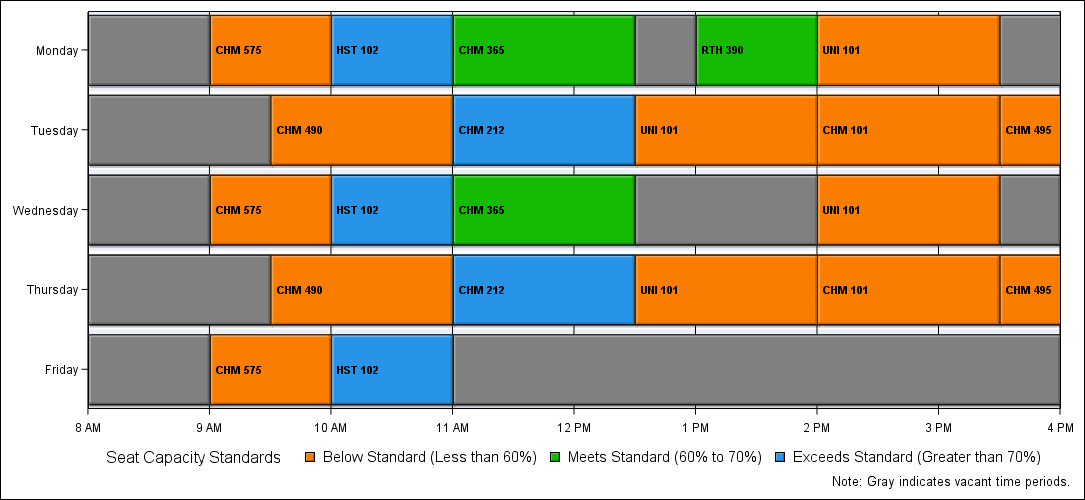 Monday CHM 575 HST 102 CHM 365 RTH 390 UNI 101
Tuesday CHM 490 CHM 212 UNI 101 CHM 101 CHM 495
Wednesday CHM 575 HST 102 CHM 365 UNI 101
Thursday CHM 490 CHM 212 UNI 101 CHM 101 CHM 495
Friday CHM 575 HST 102
8 AM 9 AM 10 AM 11 AM 12 PM 1 PM 2 PM 3 PM 4 PM
Seat Capacity Standards Below Standard (Less than 60%) Meets Standard (60% to 70%) Exceeds Standard (Greater than 70%)
Note: Gray indicates vacant time periods.